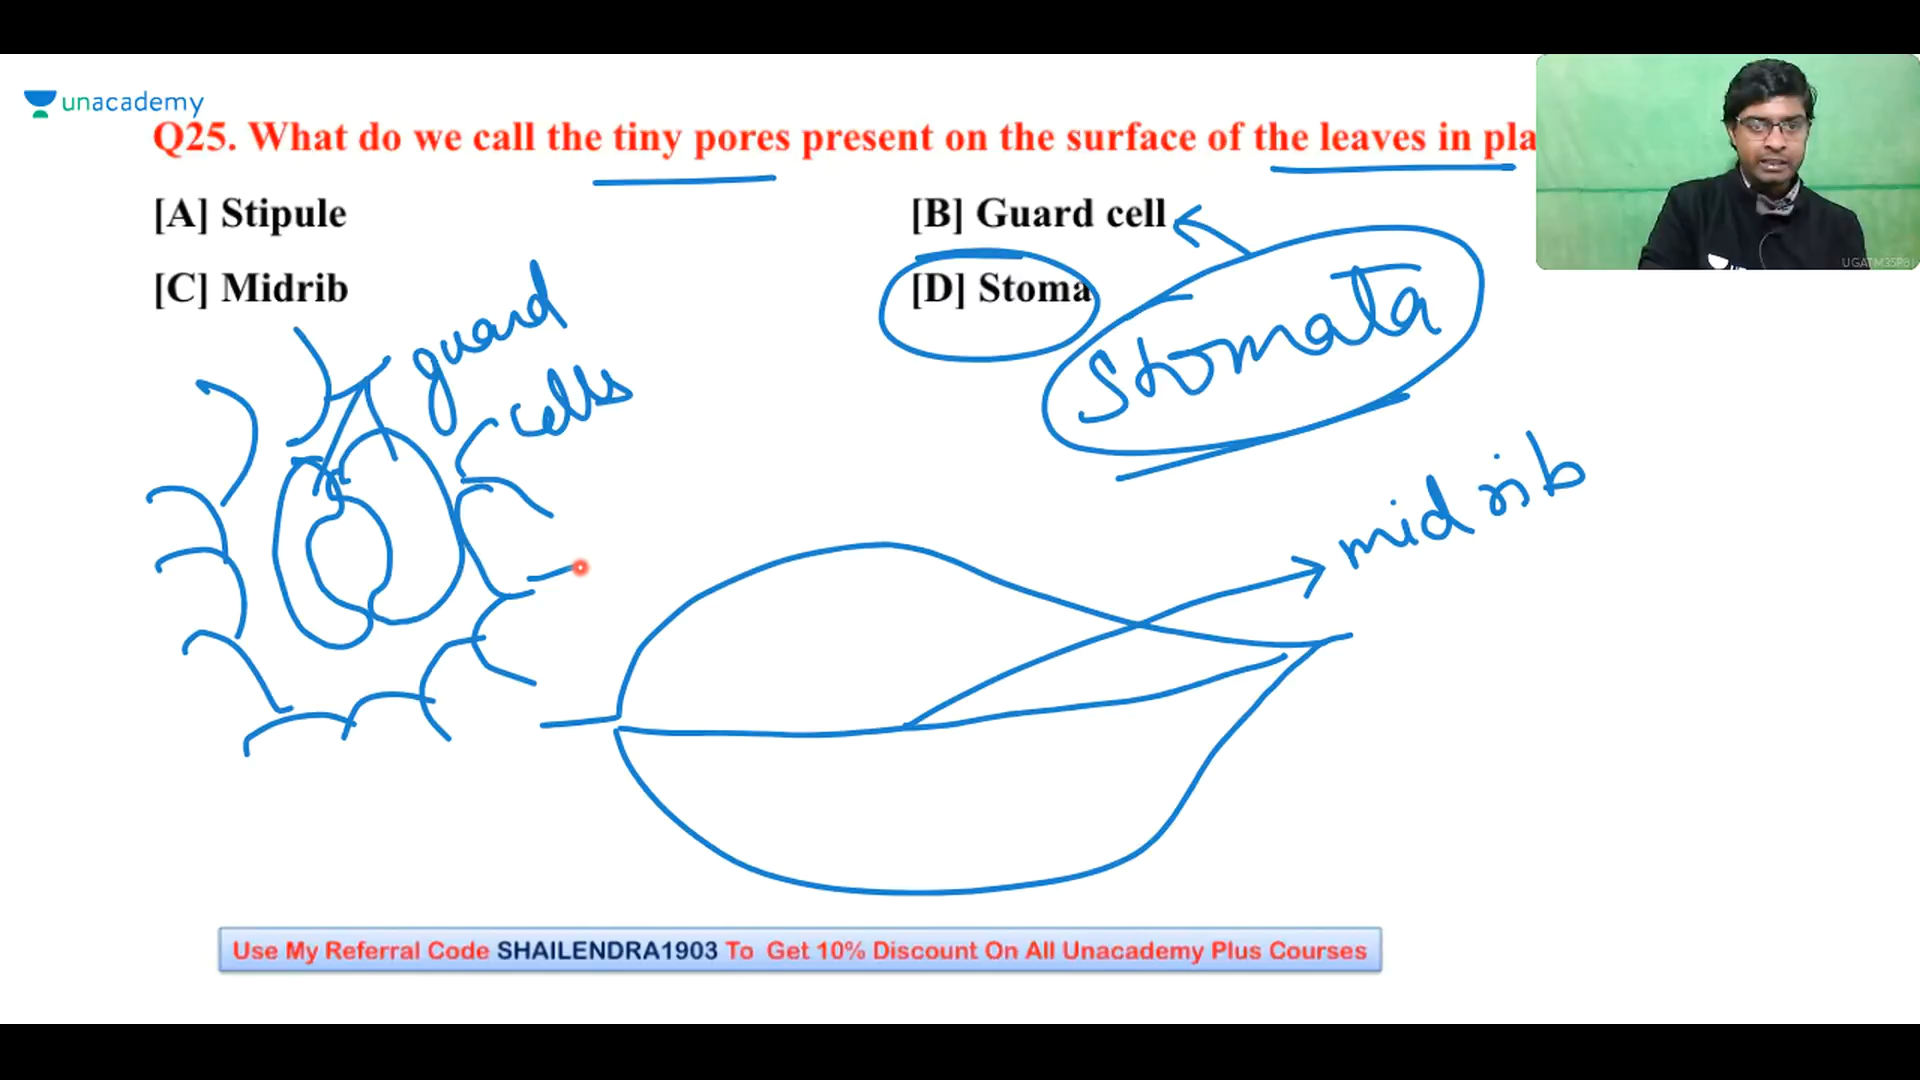 unacademy
Q25. What do we call the tiny pores present on the surface of the leaves in pla
[A] Stipule
[B] Guard cell
[C] Midrib
[D] Stoma
Stomata
guard
cells
mid rib
Use My Referral Code SHAILENDRA1903 To Get 10% Discount On All Unacademy Plus Courses